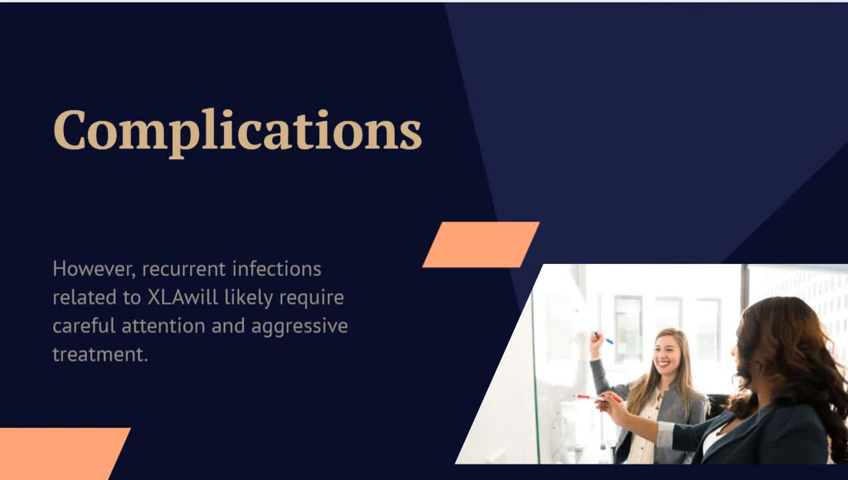 Complications
However, recurrent infections
related to XLAwill likely require
careful attention and aggressive
treatment.